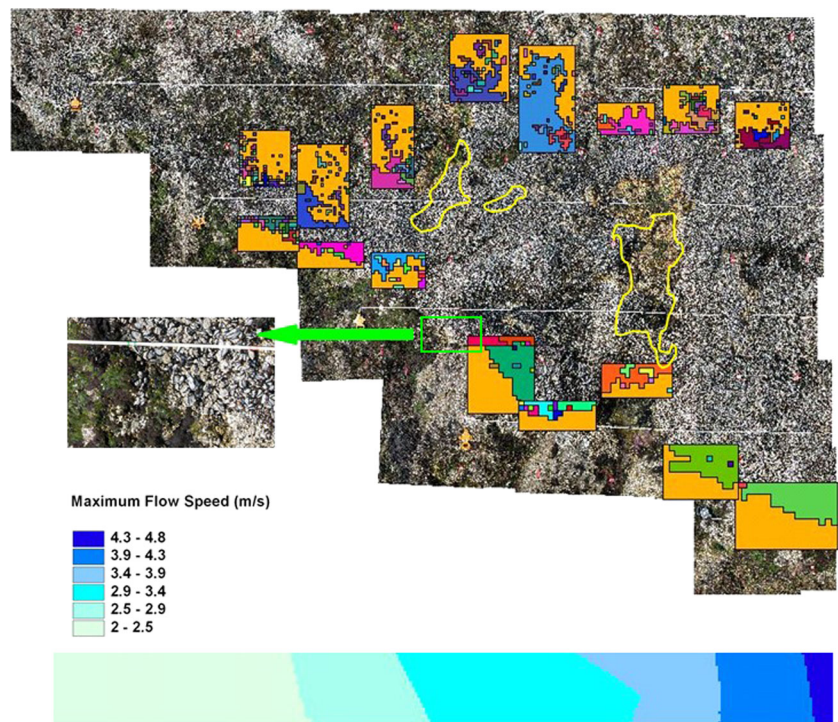 Maximum Flow Speed (m/s)
4.3 - 4.8
3.9 - 4.3
3.4 - 3.9
2.9 - 3.4
2.5 - 2.9
2 - 2.5